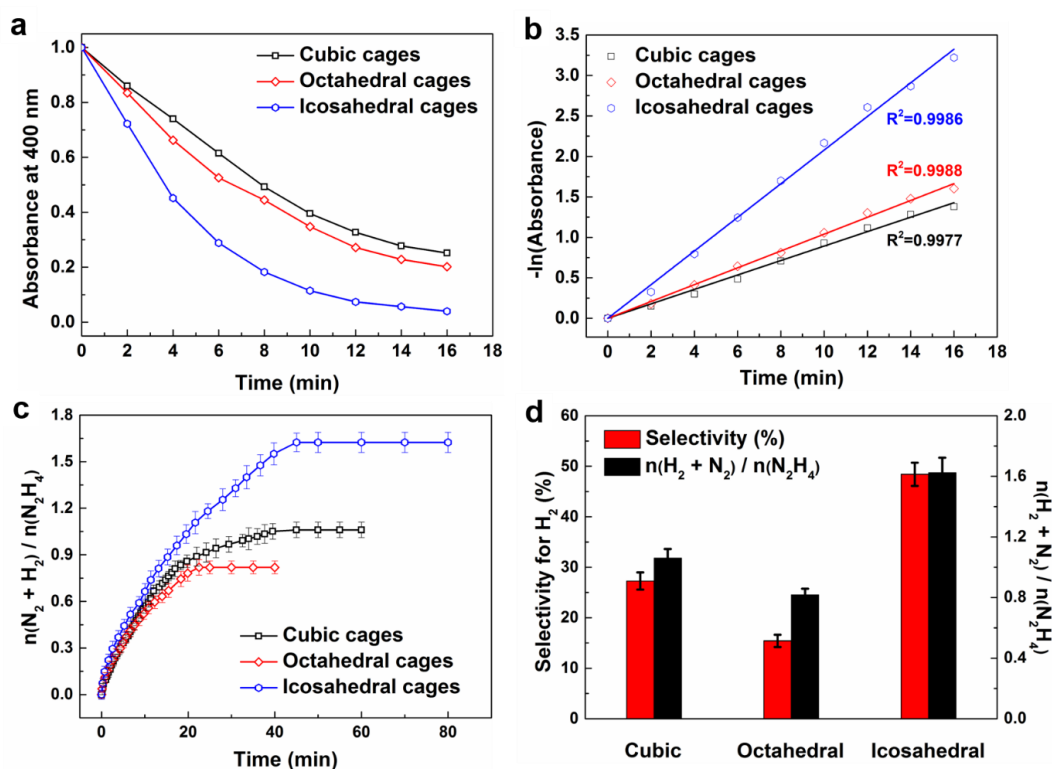 a
Absorbance at 400 nm
1.0
0.8
0.6
0.4
0.2
0.0
Cubic cages
Octahedral cages
Icosahedral cages
0 2 4 6 8 10 12 14 16 18
Time (min)
b
-ln(Absorbance)
-3.5
3.0
2.5
2.0
1.5
1.0
0.5
0.0
Cubic cages
Octahedral cages
Icosahedral cages
R²=0.9986
R²=0.9988
R²=0.9977
0 2 4 6 8 10 12 14 16 18
Time (min)
c
n(N₂ + H₂) / n(N₂H₄)
1.8
1.5
1.2
0.9
0.6
0.3
0.0
Cubic cages
Octahedral cages
Icosahedral cages
0 20 40 60 80
Time (min)
d
Selectivity for H₂ (%)
60
50
40
30
20
10
0
Selectivity (%)
n(H₂ + N₂) / n(N₂H₄)
2.0
1.6
1.2
0.8
0.4
0.0
n(H₂ + N₂) / n(N₂H₄)
Cubic Octahedral Icosahedral